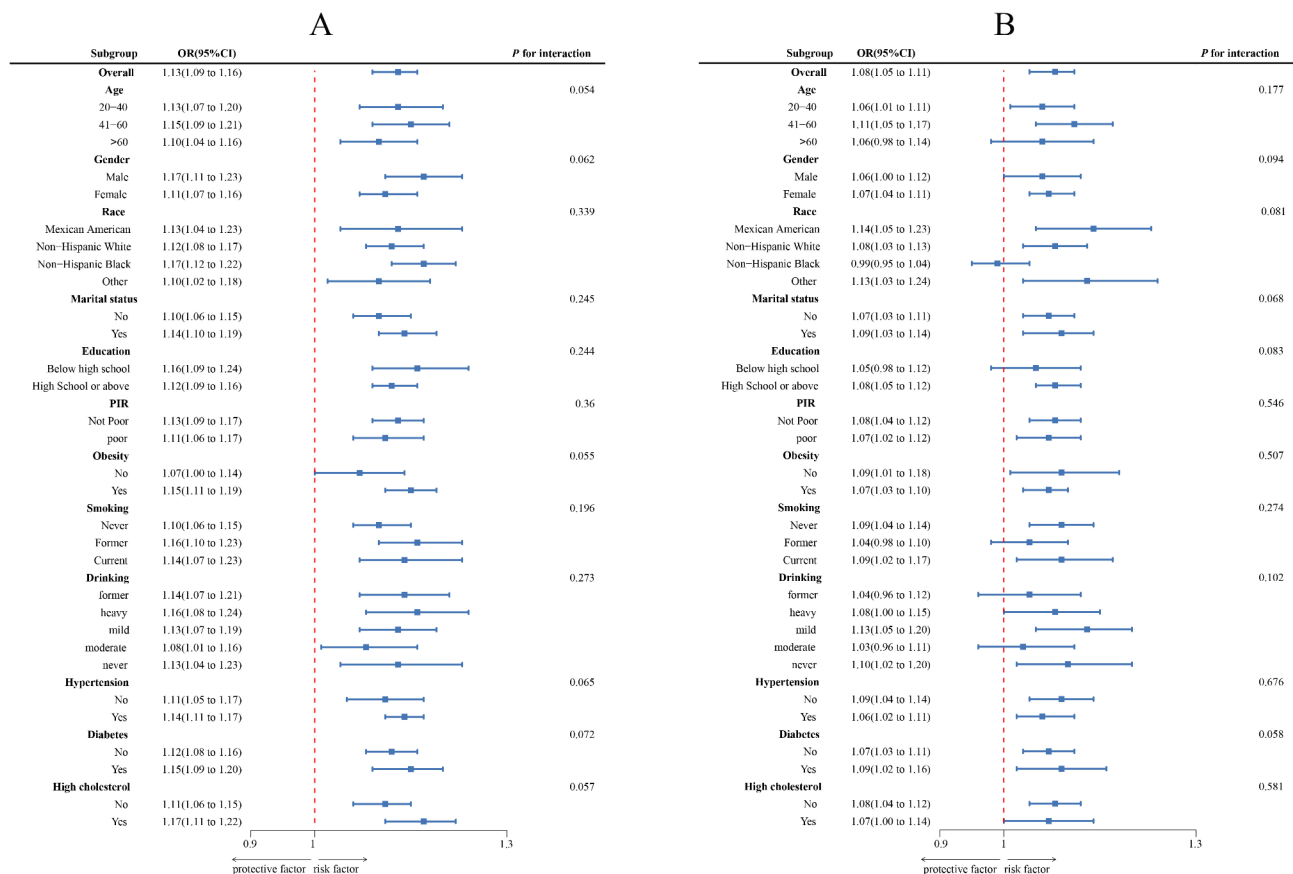 A
Subgroup OR(95%CI) P for interaction
Overall 1.13(1.09 to 1.16)
Age 0.054
20−40 1.13(1.07 to 1.20)
41−60 1.15(1.09 to 1.21)
>60 1.10(1.04 to 1.16)
Gender 0.062
Male 1.17(1.11 to 1.23)
Female 1.11(1.07 to 1.16)
Race 0.339
Mexican American 1.13(1.04 to 1.23)
Non−Hispanic White 1.12(1.08 to 1.17)
Non−Hispanic Black 1.17(1.12 to 1.22)
Other 1.10(1.02 to 1.18)
Marital status 0.245
No 1.10(1.06 to 1.15)
Yes 1.14(1.10 to 1.19)
Education 0.244
Below high school 1.16(1.09 to 1.24)
High School or above 1.12(1.09 to 1.16)
PIR 0.36
Not Poor 1.13(1.09 to 1.17)
poor 1.11(1.06 to 1.17)
Obesity 0.055
No 1.07(1.00 to 1.14)
Yes 1.15(1.11 to 1.19)
Smoking 0.196
Never 1.10(1.06 to 1.15)
Former 1.16(1.10 to 1.23)
Current 1.14(1.07 to 1.23)
Drinking 0.273
former 1.14(1.07 to 1.21)
heavy 1.16(1.08 to 1.24)
mild 1.13(1.07 to 1.19)
moderate 1.08(1.01 to 1.16)
never 1.13(1.04 to 1.23)
Hypertension 0.065
No 1.11(1.05 to 1.17)
Yes 1.14(1.11 to 1.17)
Diabetes 0.072
No 1.12(1.08 to 1.16)
Yes 1.15(1.09 to 1.20)
High cholesterol 0.057
No 1.11(1.06 to 1.15)
Yes 1.17(1.11 to 1.22)
0.9 1 1.3
protective factor risk factor
B
Subgroup OR(95%CI) P for interaction
Overall 1.08(1.05 to 1.11)
Age 0.177
20−40 1.06(1.01 to 1.11)
41−60 1.11(1.05 to 1.17)
>60 1.06(0.98 to 1.14)
Gender 0.094
Male 1.06(1.00 to 1.12)
Female 1.07(1.04 to 1.11)
Race 0.081
Mexican American 1.14(1.05 to 1.23)
Non−Hispanic White 1.08(1.03 to 1.13)
Non−Hispanic Black 0.99(0.95 to 1.04)
Other 1.13(1.03 to 1.24)
Marital status 0.068
No 1.07(1.03 to 1.11)
Yes 1.09(1.03 to 1.14)
Education 0.083
Below high school 1.05(0.98 to 1.12)
High School or above 1.08(1.05 to 1.12)
PIR 0.546
Not Poor 1.08(1.04 to 1.12)
poor 1.07(1.02 to 1.12)
Obesity 0.507
No 1.09(1.01 to 1.18)
Yes 1.07(1.03 to 1.10)
Smoking 0.274
Never 1.09(1.04 to 1.14)
Former 1.04(0.98 to 1.10)
Current 1.09(1.02 to 1.17)
Drinking 0.102
former 1.04(0.96 to 1.12)
heavy 1.08(1.00 to 1.15)
mild 1.13(1.05 to 1.20)
moderate 1.03(0.96 to 1.11)
never 1.10(1.02 to 1.20)
Hypertension 0.676
No 1.09(1.04 to 1.14)
Yes 1.06(1.02 to 1.11)
Diabetes 0.058
No 1.07(1.03 to 1.11)
Yes 1.09(1.02 to 1.16)
High cholesterol 0.581
No 1.08(1.04 to 1.12)
Yes 1.07(1.00 to 1.14)
0.9 1 1.3
protective factor risk factor